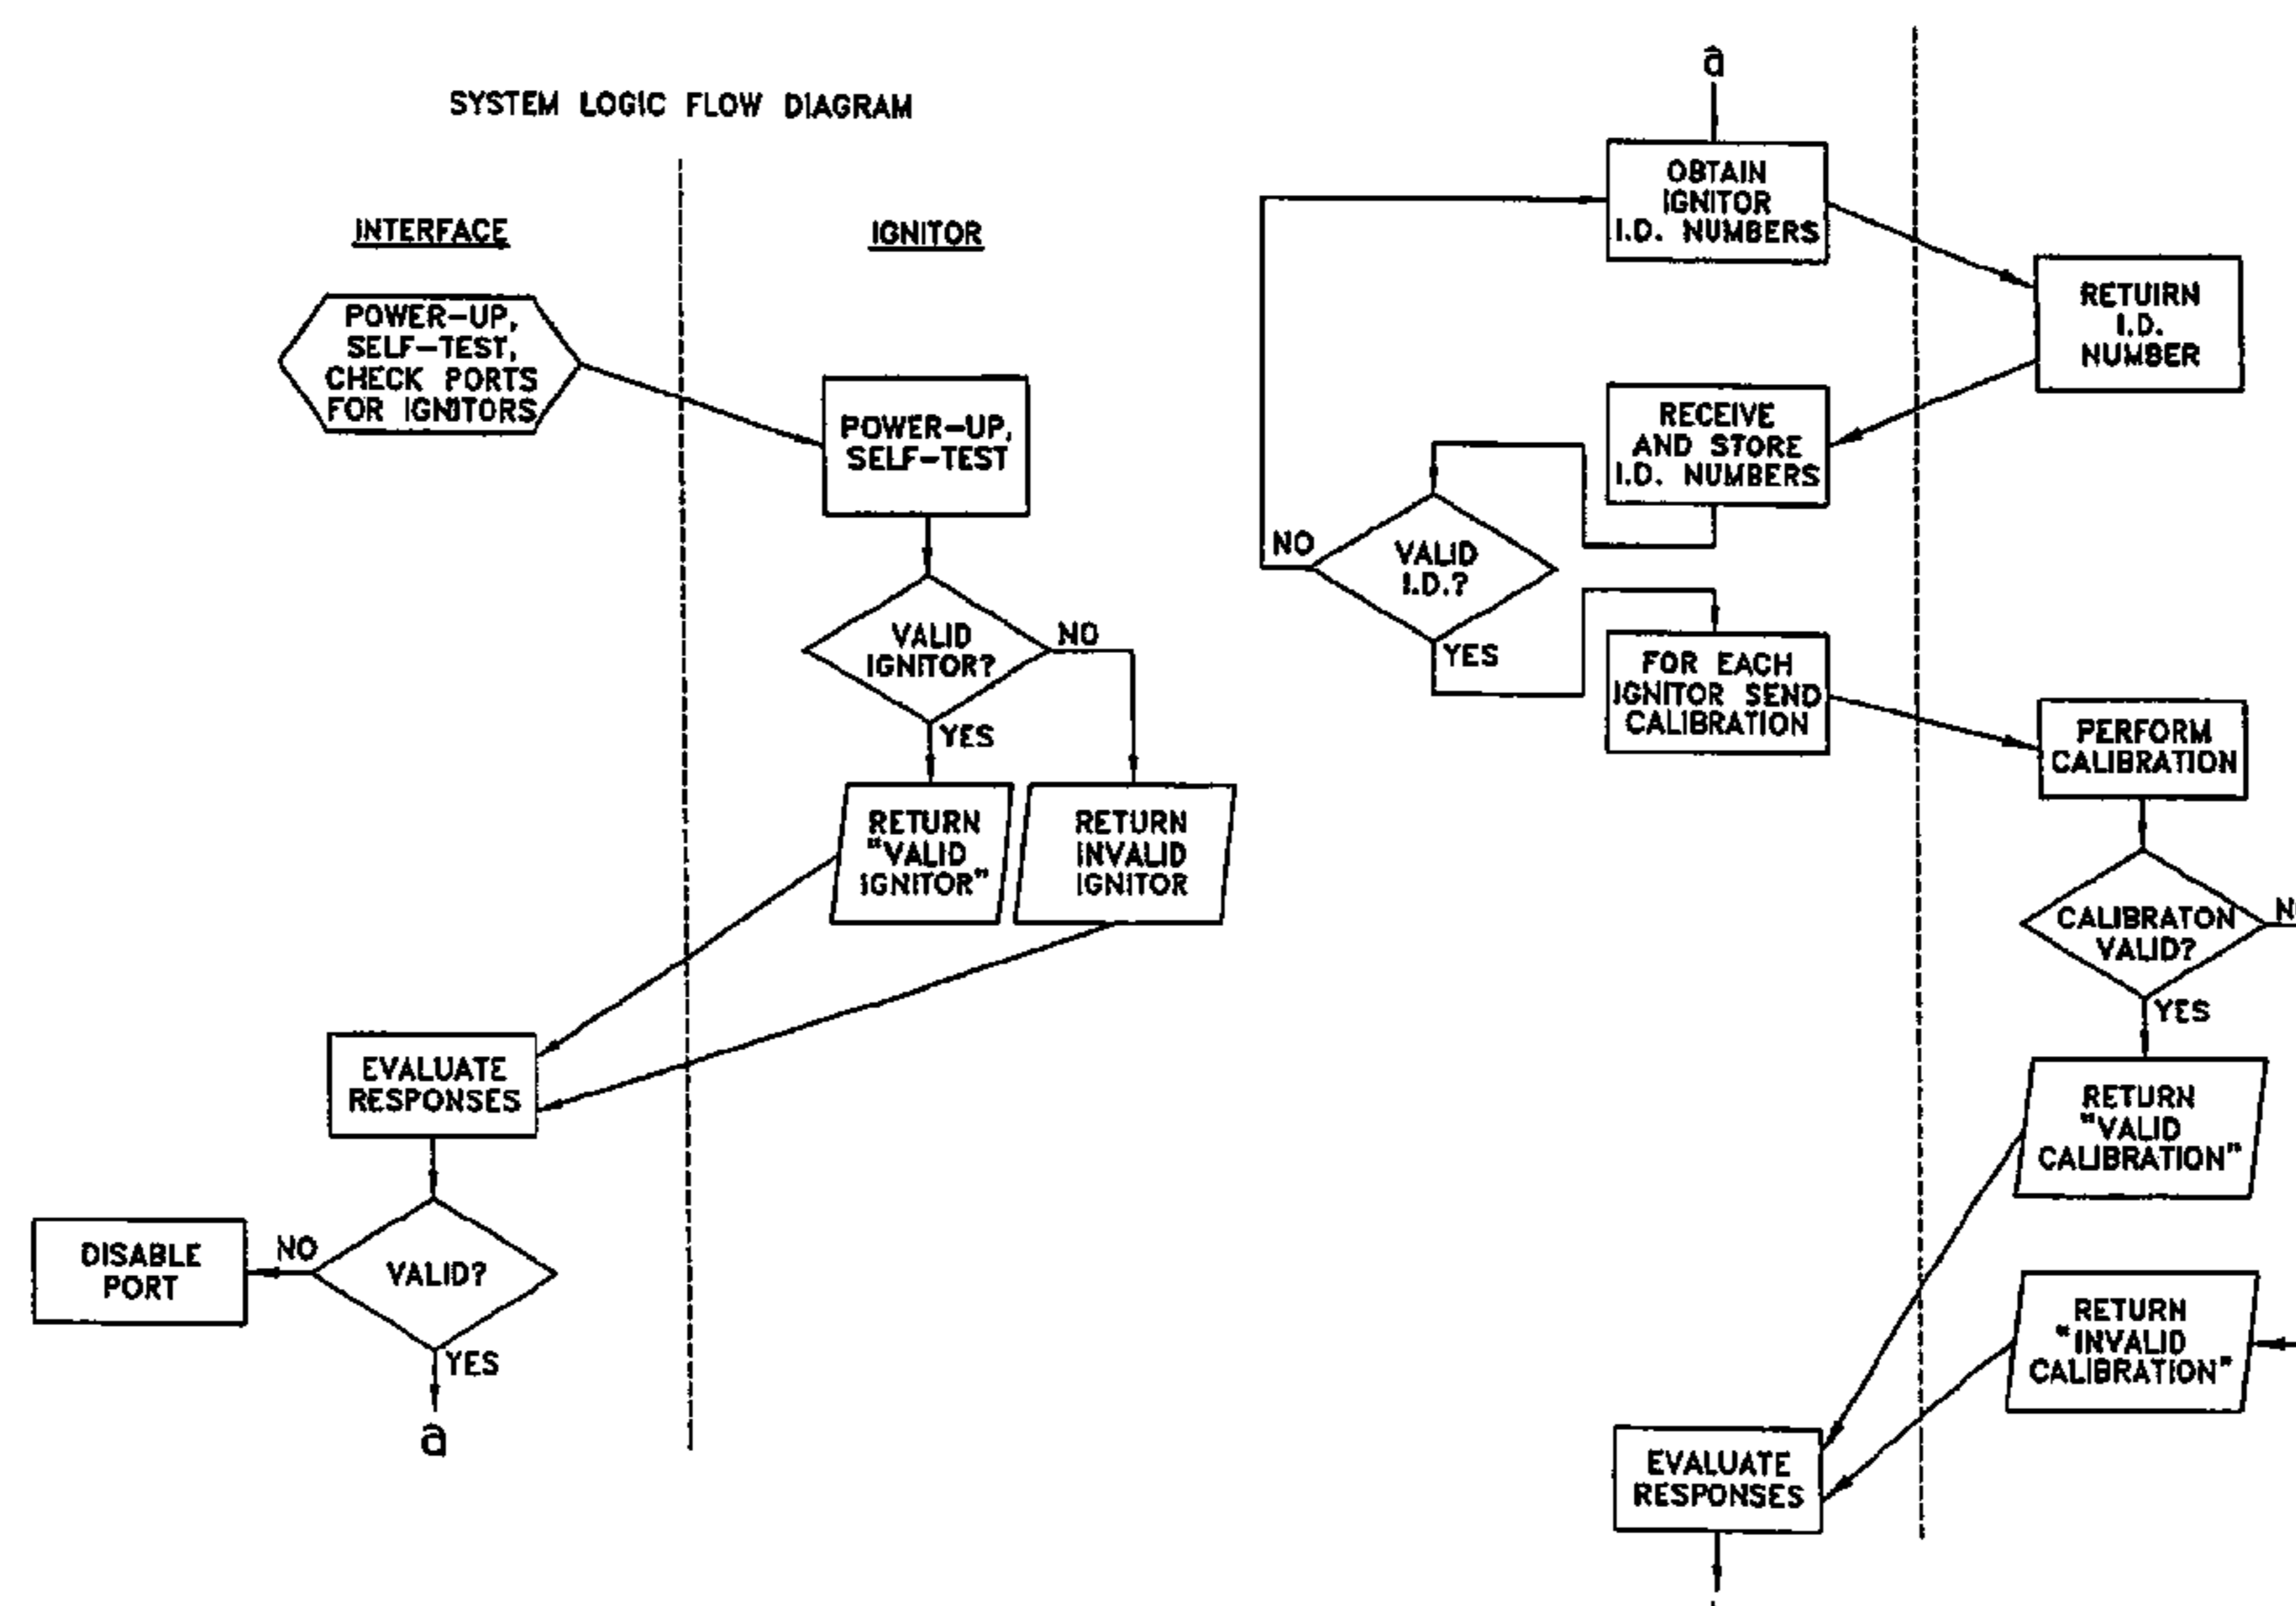 SYSTEM LOGIC FLOW DIAGRAM
INTERFACE
IGNITOR
POWER-UP,
SELF-TEST,
CHECK PORTS
FOR IGNITORS
POWER-UP,
SELF-TEST
VALID
IGNITOR?
NO
YES
RETURN
"VALID
IGNITOR"
RETURN
INVALID
IGNITOR
EVALUATE
RESPONSES
VALID?
NO
DISABLE
PORT
YES
a
a
OBTAIN
IGNITOR
I.D. NUMBERS
RETUIRN
I.D.
NUMBER
RECEIVE
AND STORE
I.D. NUMBERS
VALID
I.D.?
NO
YES
FOR EACH
IGNITOR SEND
CALIBRATION
PERFORM
CALIBRATION
CALIBRATON
VALID?
YES
RETURN
"VALID
CALIBRATION"
RETURN
"INVALID
CALIBRATION"
EVALUATE
RESPONSES